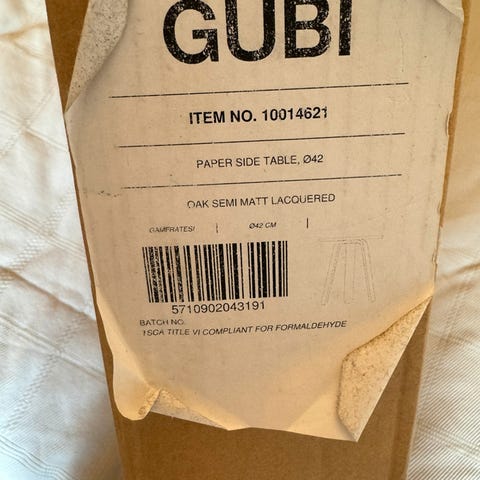 GUBI
ITEM NO. 10014621
PAPER SIDE TABLE, Ø42
OAK SEMI MATT LACQUERED
GAMFRATESI | Ø42 CM |
5710902043191
BATCH NO.
TSCA TITLE VI COMPLIANT FOR FORMALDEHYDE